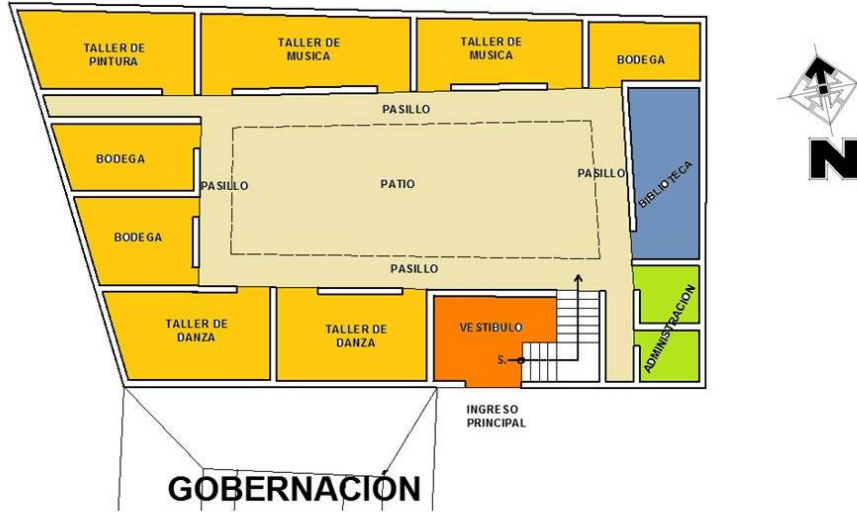 TALLER DE
PINTURA
TALLER DE
MUSICA
TALLER DE
MUSICA
BODEGA
PASILLO
BODEGA
PASILLO
PATIO
PASILLO
BIBLIOTECA
BODEGA
PASILLO
TALLER DE
DANZA
TALLER DE
DANZA
VESTIBULO
S.
ADMINISTRACION
INGRESO
PRINCIPAL
GOBERNACIÓN
N